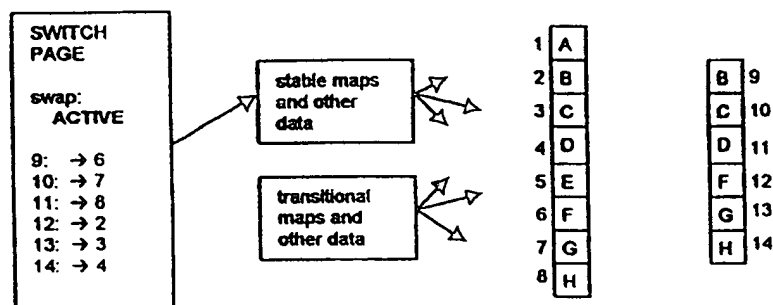 SWITCH
PAGE
swap:
ACTIVE
9: → 6
10: → 7
11: → 8
12: → 2
13: → 3
14: → 4
stable maps
and other
data
transitional
maps and
other data
1 A
2 B
3 C
4 D
5 E
6 F
7 G
8 H
B 9
C 10
D 11
F 12
G 13
H 14